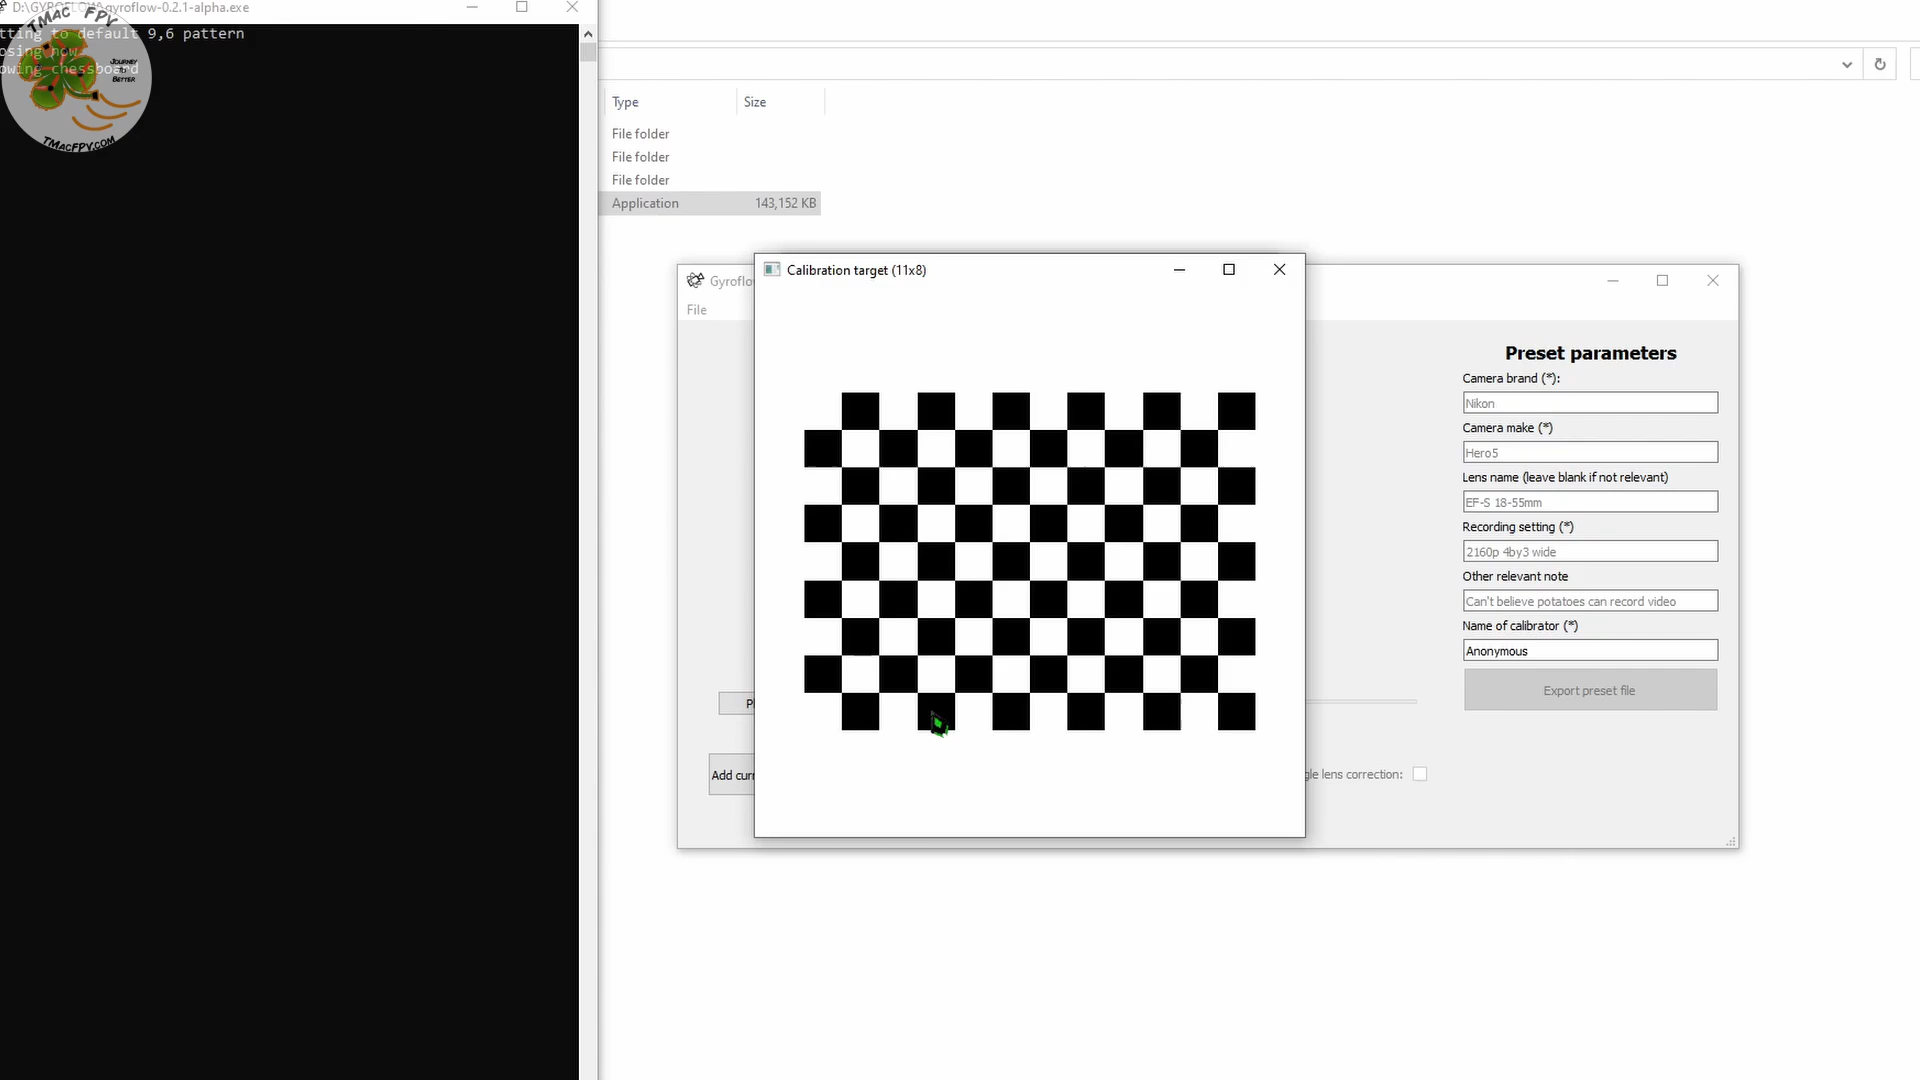 D:\GYROFLOW\gyroflow-0.2.1-alpha.exe
tting to default 9,6 pattern
osing now
owing chessboard
TMAC FPV
JOURNEY
to
BETTER
TMACFPV.COM
Type Size
File folder
File folder
File folder
Application 143,152 KB
Calibration target (11x8)
Gyroflo
File
Preset parameters
Camera brand (*):
Nikon
Camera make (*)
Hero5
Lens name (leave blank if not relevant)
EF-S 18-55mm
Recording setting (*)
2160p 4by3 wide
Other relevant note
Can't believe potatoes can record video
Name of calibrator (*)
Anonymous
Export preset file
Pl
Add curr
gle lens correction: